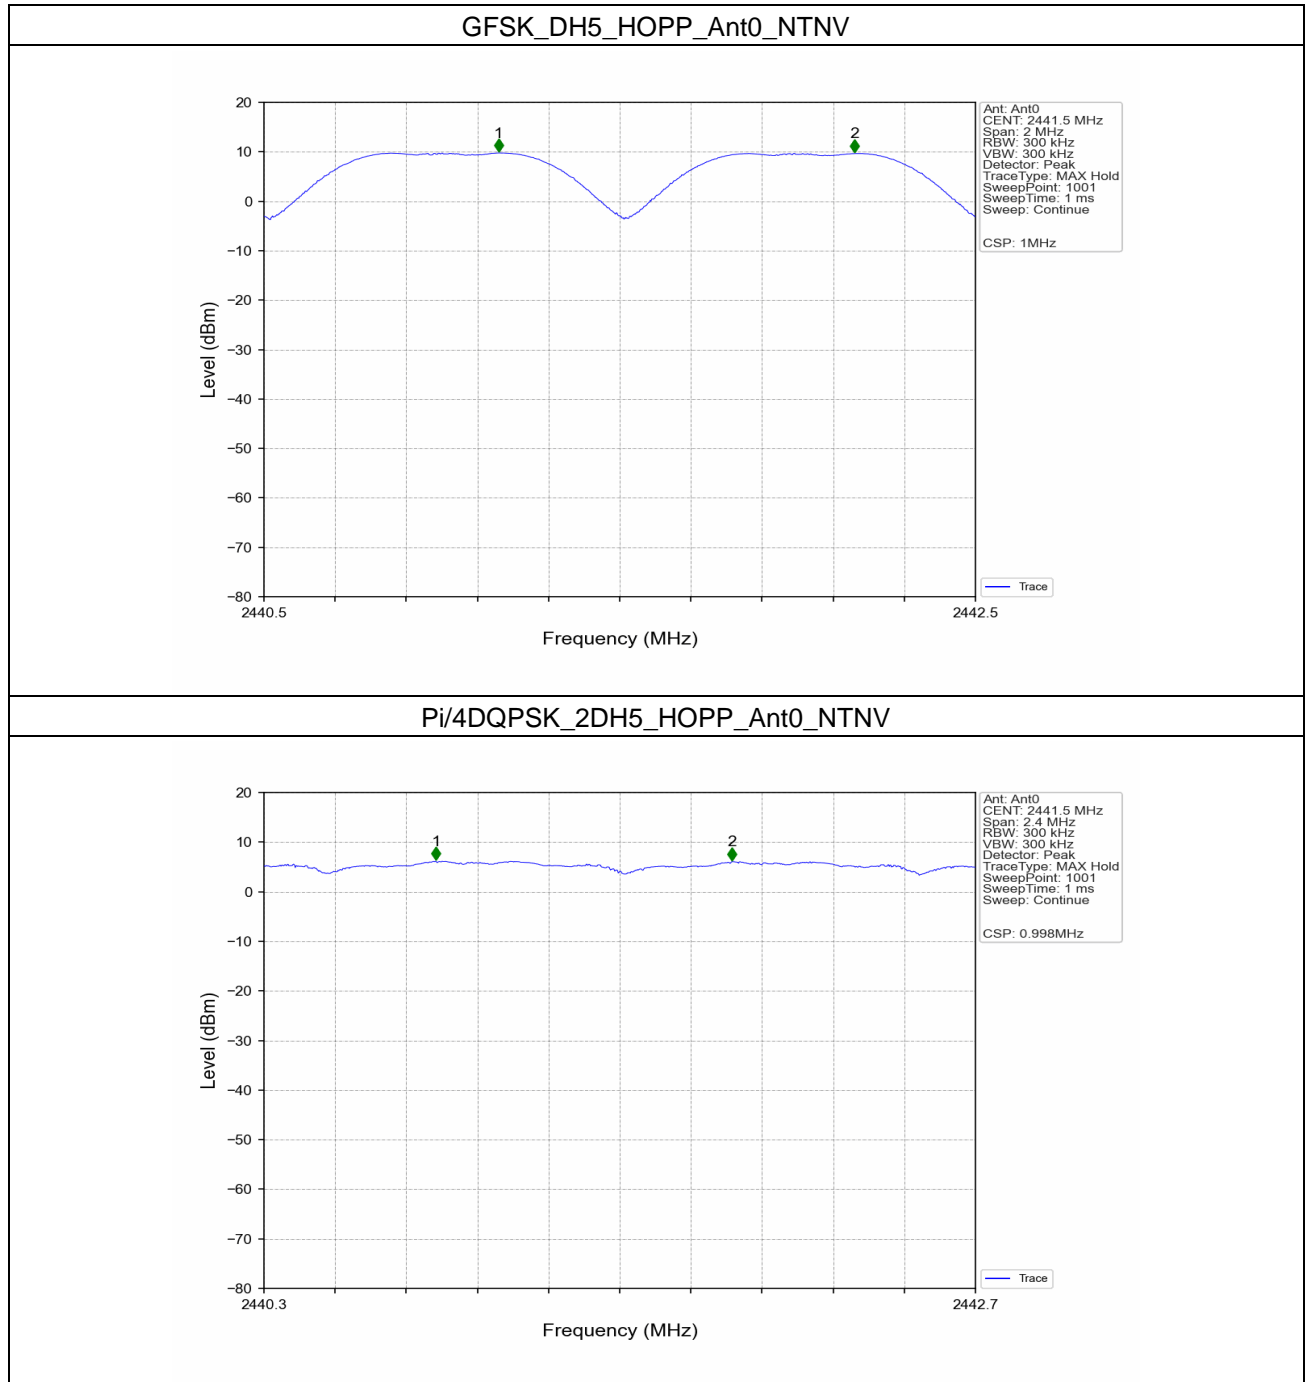 GFSK_DH5_HOPP_Ant0_NTNV
20
10
0
−10
−20
−30
−40
−50
−60
−70
−80
Level (dBm)
1
2
2440.5
2442.5
Frequency (MHz)
Ant: Ant0
CENT: 2441.5 MHz
Span: 2 MHz
RBW: 300 kHz
VBW: 300 kHz
Detector: Peak
TraceType: MAX Hold
SweepPoint: 1001
SweepTime: 1 ms
Sweep: Continue
CSP: 1MHz
Trace
Pi/4DQPSK_2DH5_HOPP_Ant0_NTNV
20
10
0
−10
−20
−30
−40
−50
−60
−70
−80
Level (dBm)
1
2
2440.3
2442.7
Frequency (MHz)
Ant: Ant0
CENT: 2441.5 MHz
Span: 2.4 MHz
RBW: 300 kHz
VBW: 300 kHz
Detector: Peak
TraceType: MAX Hold
SweepPoint: 1001
SweepTime: 1 ms
Sweep: Continue
CSP: 0.998MHz
Trace